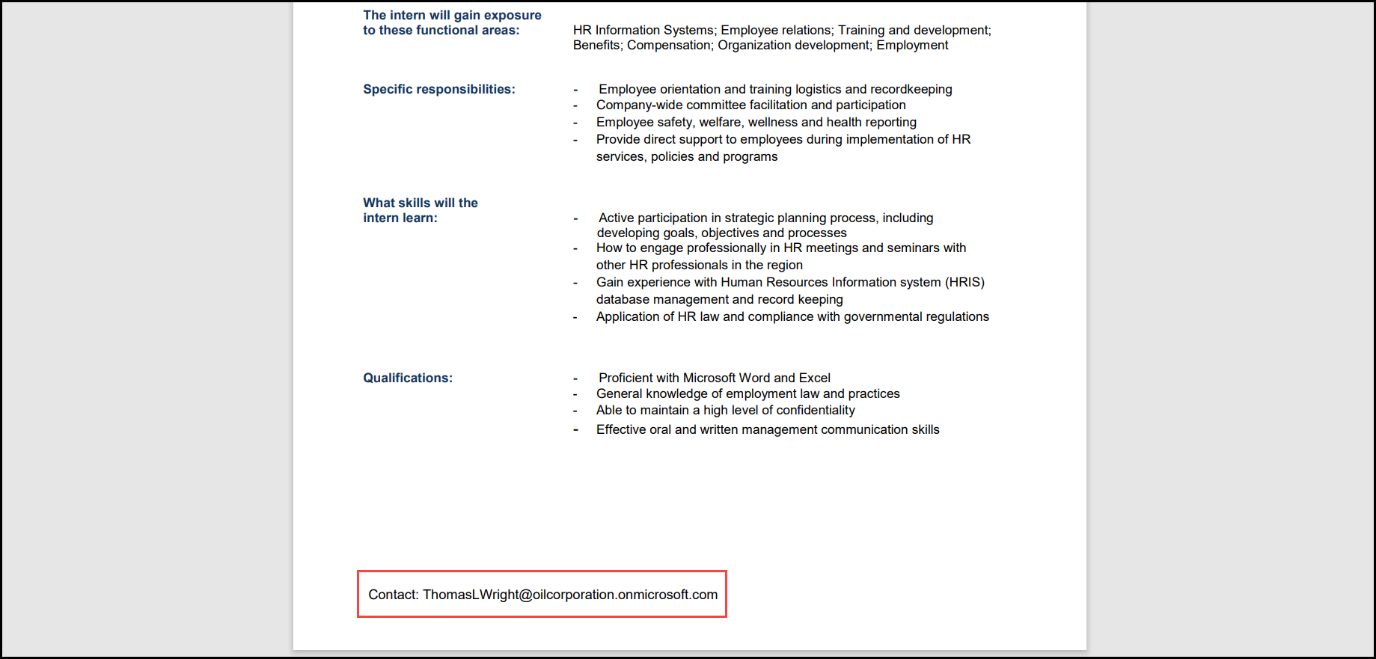 The intern will gain exposure
to these functional areas:
HR Information Systems; Employee relations; Training and development;
Benefits; Compensation; Organization development; Employment
Specific responsibilities:
- Employee orientation and training logistics and recordkeeping
- Company-wide committee facilitation and participation
- Employee safety, welfare, wellness and health reporting
- Provide direct support to employees during implementation of HR
services, policies and programs
What skills will the
intern learn:
- Active participation in strategic planning process, including
developing goals, objectives and processes
- How to engage professionally in HR meetings and seminars with
other HR professionals in the region
- Gain experience with Human Resources Information system (HRIS)
database management and record keeping
- Application of HR law and compliance with governmental regulations
Qualifications:
- Proficient with Microsoft Word and Excel
- General knowledge of employment law and practices
- Able to maintain a high level of confidentiality
- Effective oral and written management communication skills
Contact: ThomasLWright@oilcorporation.onmicrosoft.com